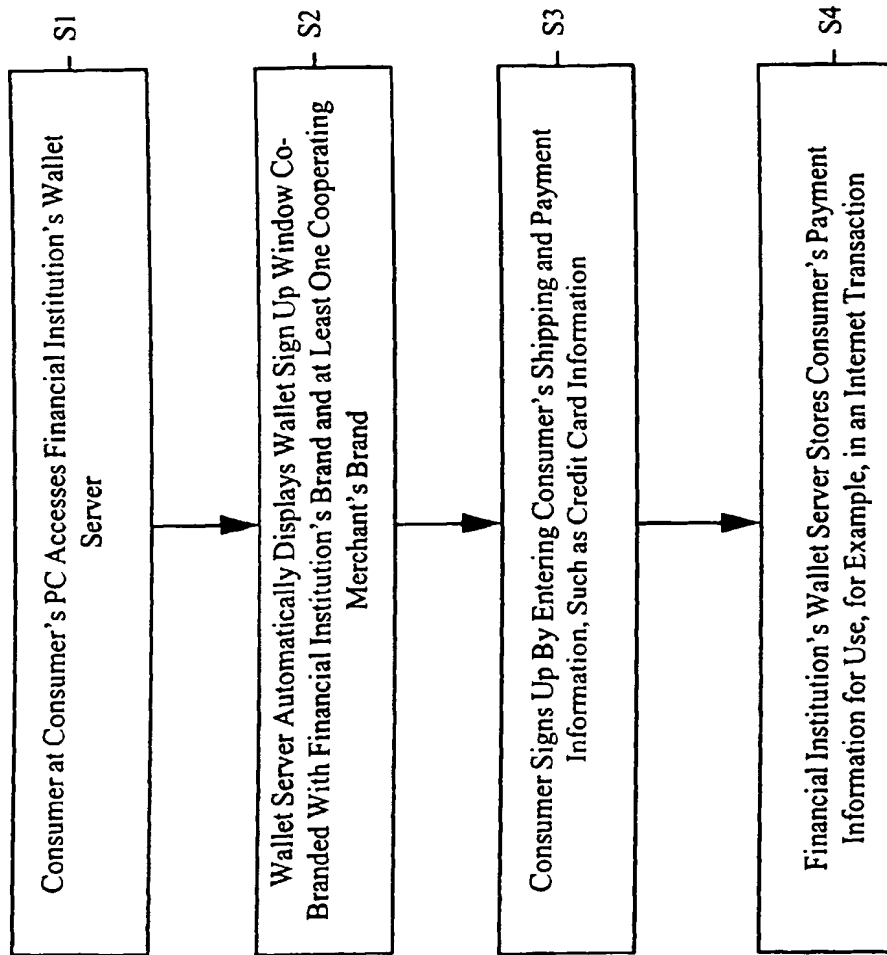 Consumer at Consumer's PC Accesses Financial Institution's Wallet
Server
S1
Wallet Server Automatically Displays Wallet Sign Up Window Co-
Branded With Financial Institution's Brand and at Least One Cooperating
Merchant's Brand
S2
Consumer Signs Up By Entering Consumer's Shipping and Payment
Information, Such as Credit Card Information
S3
Financial Institution's Wallet Server Stores Consumer's Payment
Information for Use, for Example, in an Internet Transaction
S4